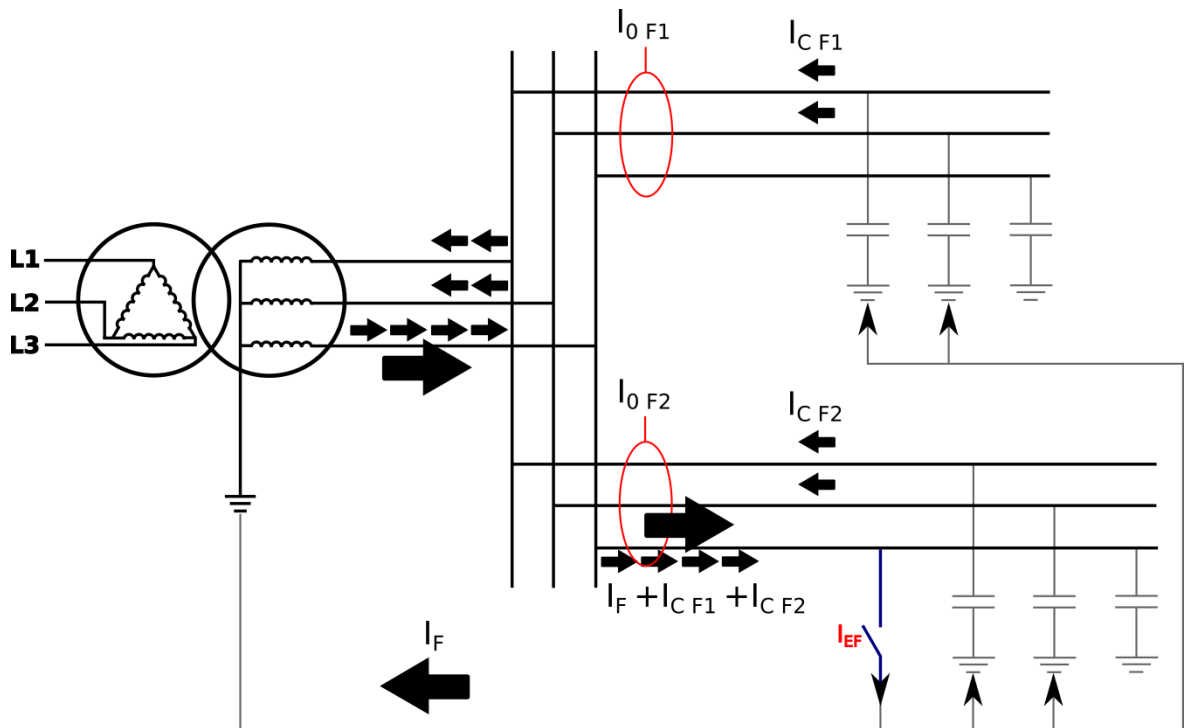 I0 F1
IC F1
L1
L2
L3
I0 F2
IC F2
IF +IC F1 +IC F2
IF
IEF